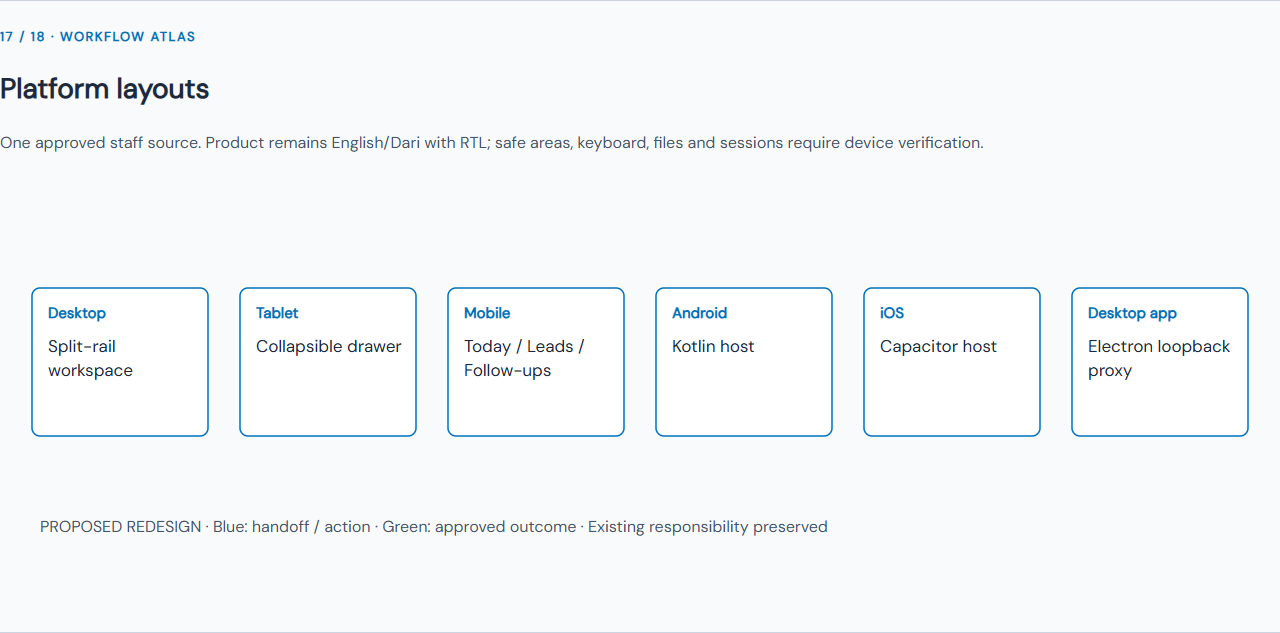 17 / 18 · WORKFLOW ATLAS
Platform layouts
One approved staff source. Product remains English/Dari with RTL; safe areas, keyboard, files and sessions require device verification.
Desktop
Split-rail
workspace
Tablet
Collapsible drawer
Mobile
Today / Leads /
Follow-ups
Android
Kotlin host
iOS
Capacitor host
Desktop app
Electron loopback
proxy
PROPOSED REDESIGN · Blue: handoff / action · Green: approved outcome · Existing responsibility preserved